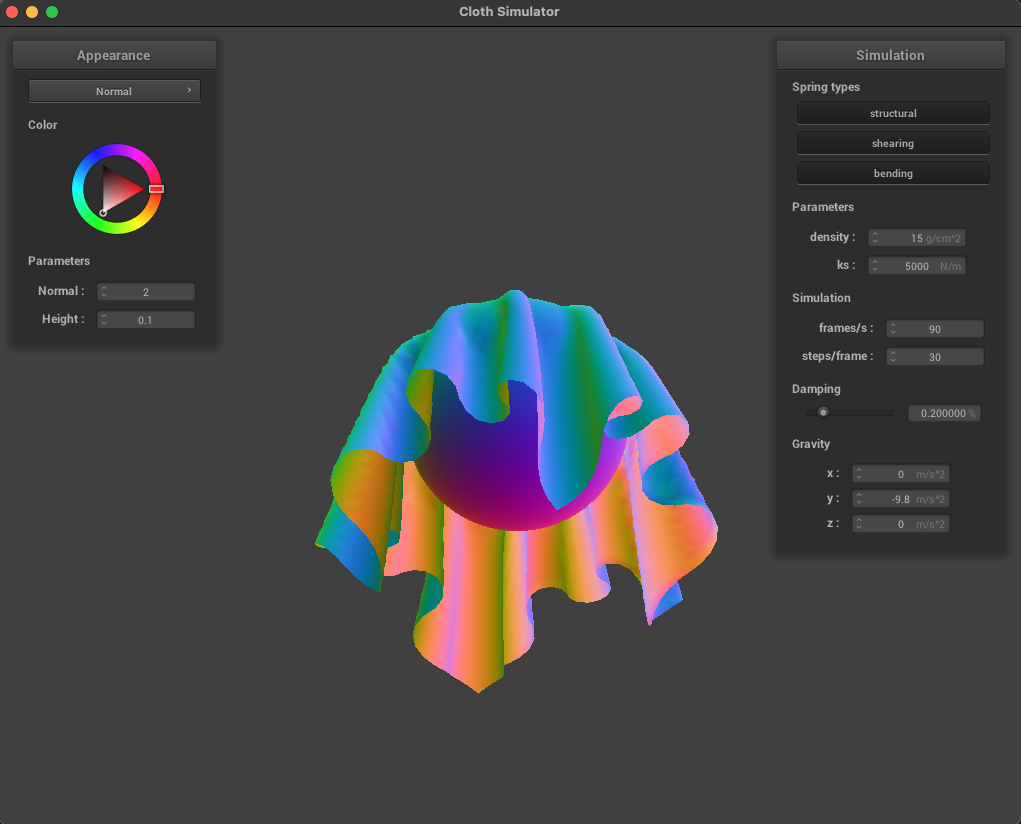 Cloth Simulator
Appearance
Normal ›
Color
Parameters
Normal : 2
Height : 0.1
Simulation
Spring types
structural
shearing
bending
Parameters
density : 15 g/cm^2
ks : 5000 N/m
Simulation
frames/s : 90
steps/frame : 30
Damping
0.200000 %
Gravity
x : 0 m/s^2
y : -9.8 m/s^2
z : 0 m/s^2